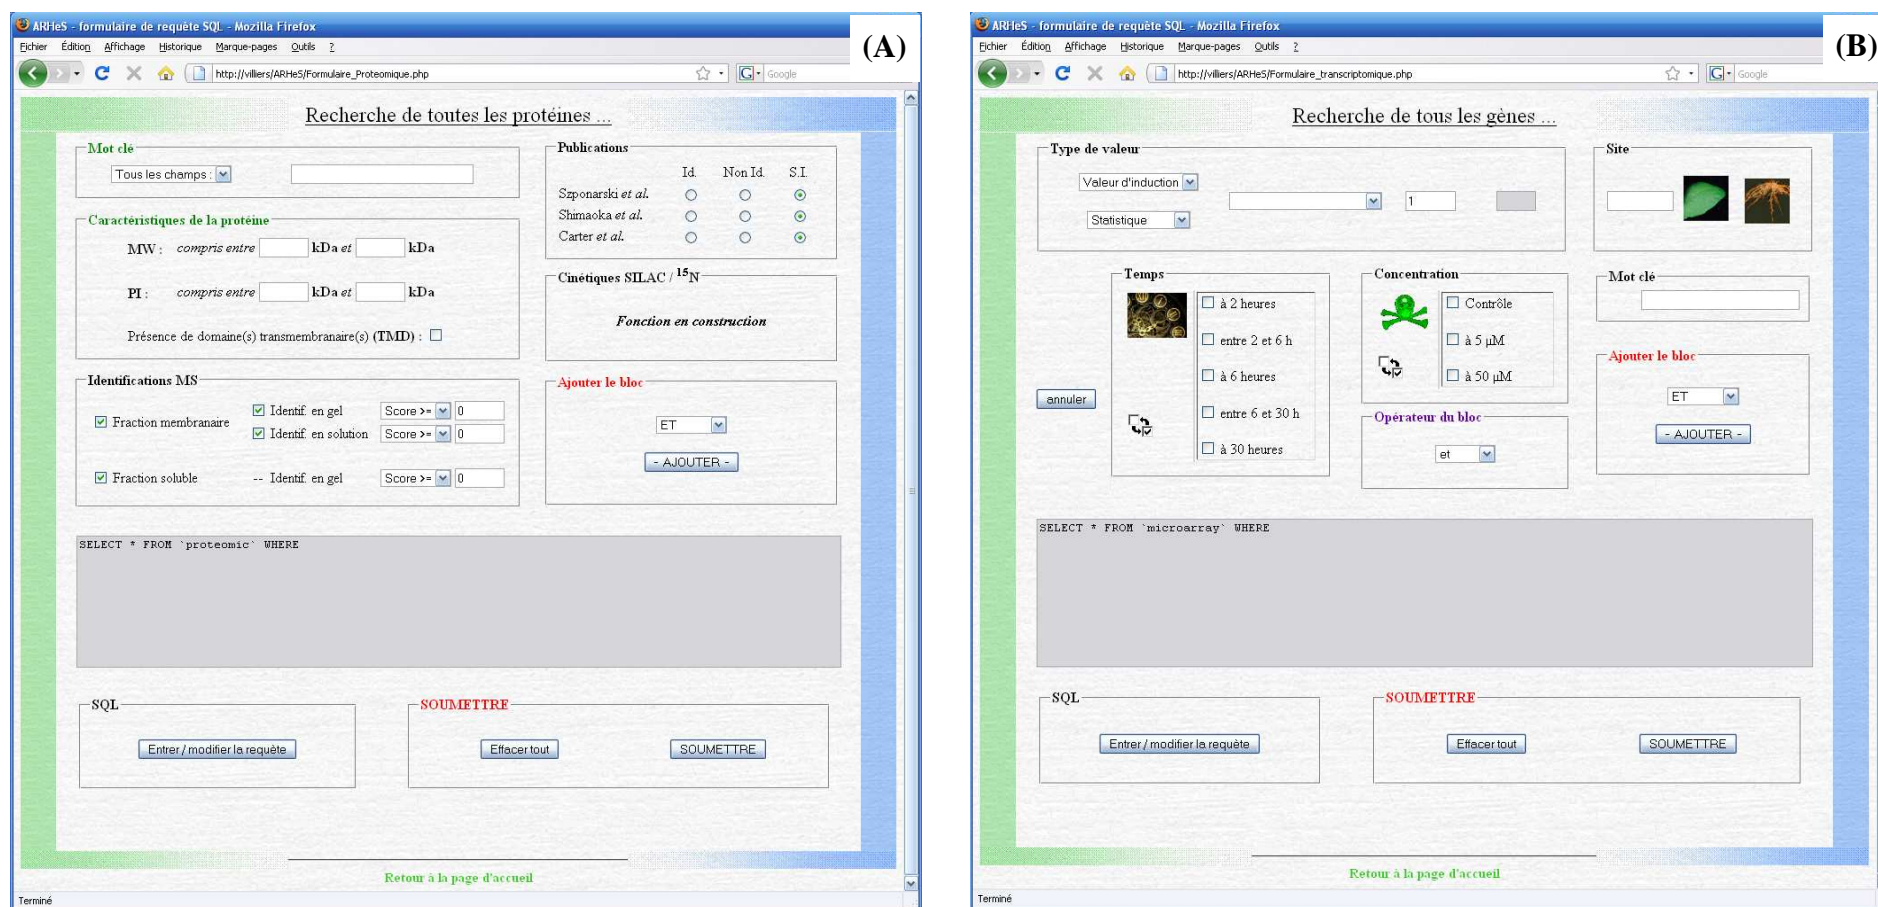 ARHeS - formulaire de requête SQL - Mozilla Firefox
(A)
Fichier Édition Affichage Historique Marque-pages Outils ?
http://villiers/ARHeS/Formulaire_Proteomique.php
Google
Recherche de toutes les protéines ...
Mot clé
Tous les champs :
Caractéristiques de la protéine
MW : compris entre kDa et kDa
PI : compris entre kDa et kDa
Présence de domaine(s) transmembranaire(s) (TMD) :
Identifications MS
Fraction membranaire
Identif. en gel Score >= 0
Identif. en solution Score >= 0
Fraction soluble -- Identif. en gel Score >= 0
Publications
Id. Non Id. S.I.
Szponarski et al.
Shimaoka et al.
Carter et al.
Cinétiques SILAC / 15N
Fonction en construction
Ajouter le bloc
ET
- AJOUTER -
SELECT * FROM `proteomic` WHERE
SQL
Entrer / modifier la requête
SOUMETTRE
Effacer tout SOUMETTRE
Retour à la page d'accueil
Terminé
ARHeS - formulaire de requête SQL - Mozilla Firefox
(B)
Fichier Édition Affichage Historique Marque-pages Outils ?
http://villiers/ARHeS/Formulaire_transcriptomique.php
Google
Recherche de tous les gènes ...
Type de valeur
Valeur d'induction
1
Statistique
Site
annuler
Temps
à 2 heures
entre 2 et 6 h
à 6 heures
entre 6 et 30 h
à 30 heures
Concentration
Contrôle
à 5 µM
à 50 µM
Opérateur du bloc
et
Mot clé
Ajouter le bloc
ET
- AJOUTER -
SELECT * FROM `microarray` WHERE
SQL
Entrer / modifier la requête
SOUMETTRE
Effacer tout SOUMETTRE
Retour à la page d'accueil
Terminé